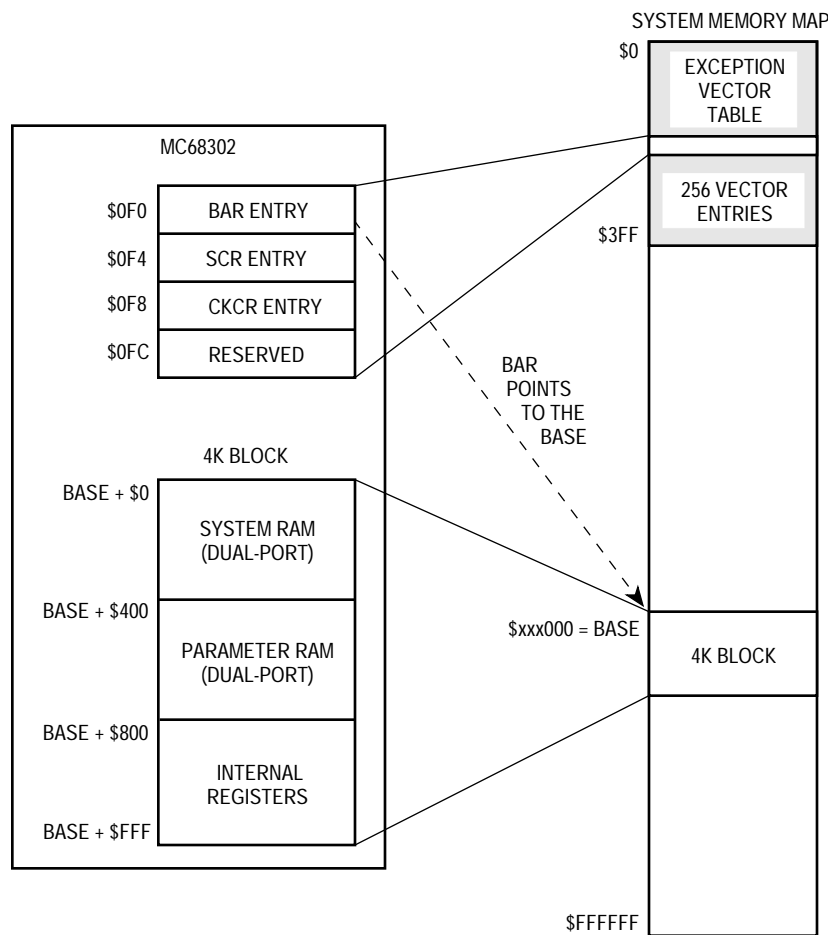 SYSTEM MEMORY MAP
$0
EXCEPTION
VECTOR
TABLE
256 VECTOR
ENTRIES
$3FF
MC68302
$0F0
BAR ENTRY
$0F4
SCR ENTRY
$0F8
CKCR ENTRY
$0FC
RESERVED
BAR
POINTS
TO THE
BASE
4K BLOCK
BASE + $0
SYSTEM RAM
(DUAL-PORT)
BASE + $400
PARAMETER RAM
(DUAL-PORT)
BASE + $800
INTERNAL
REGISTERS
BASE + $FFF
$xxx000 = BASE
4K BLOCK
$FFFFFF